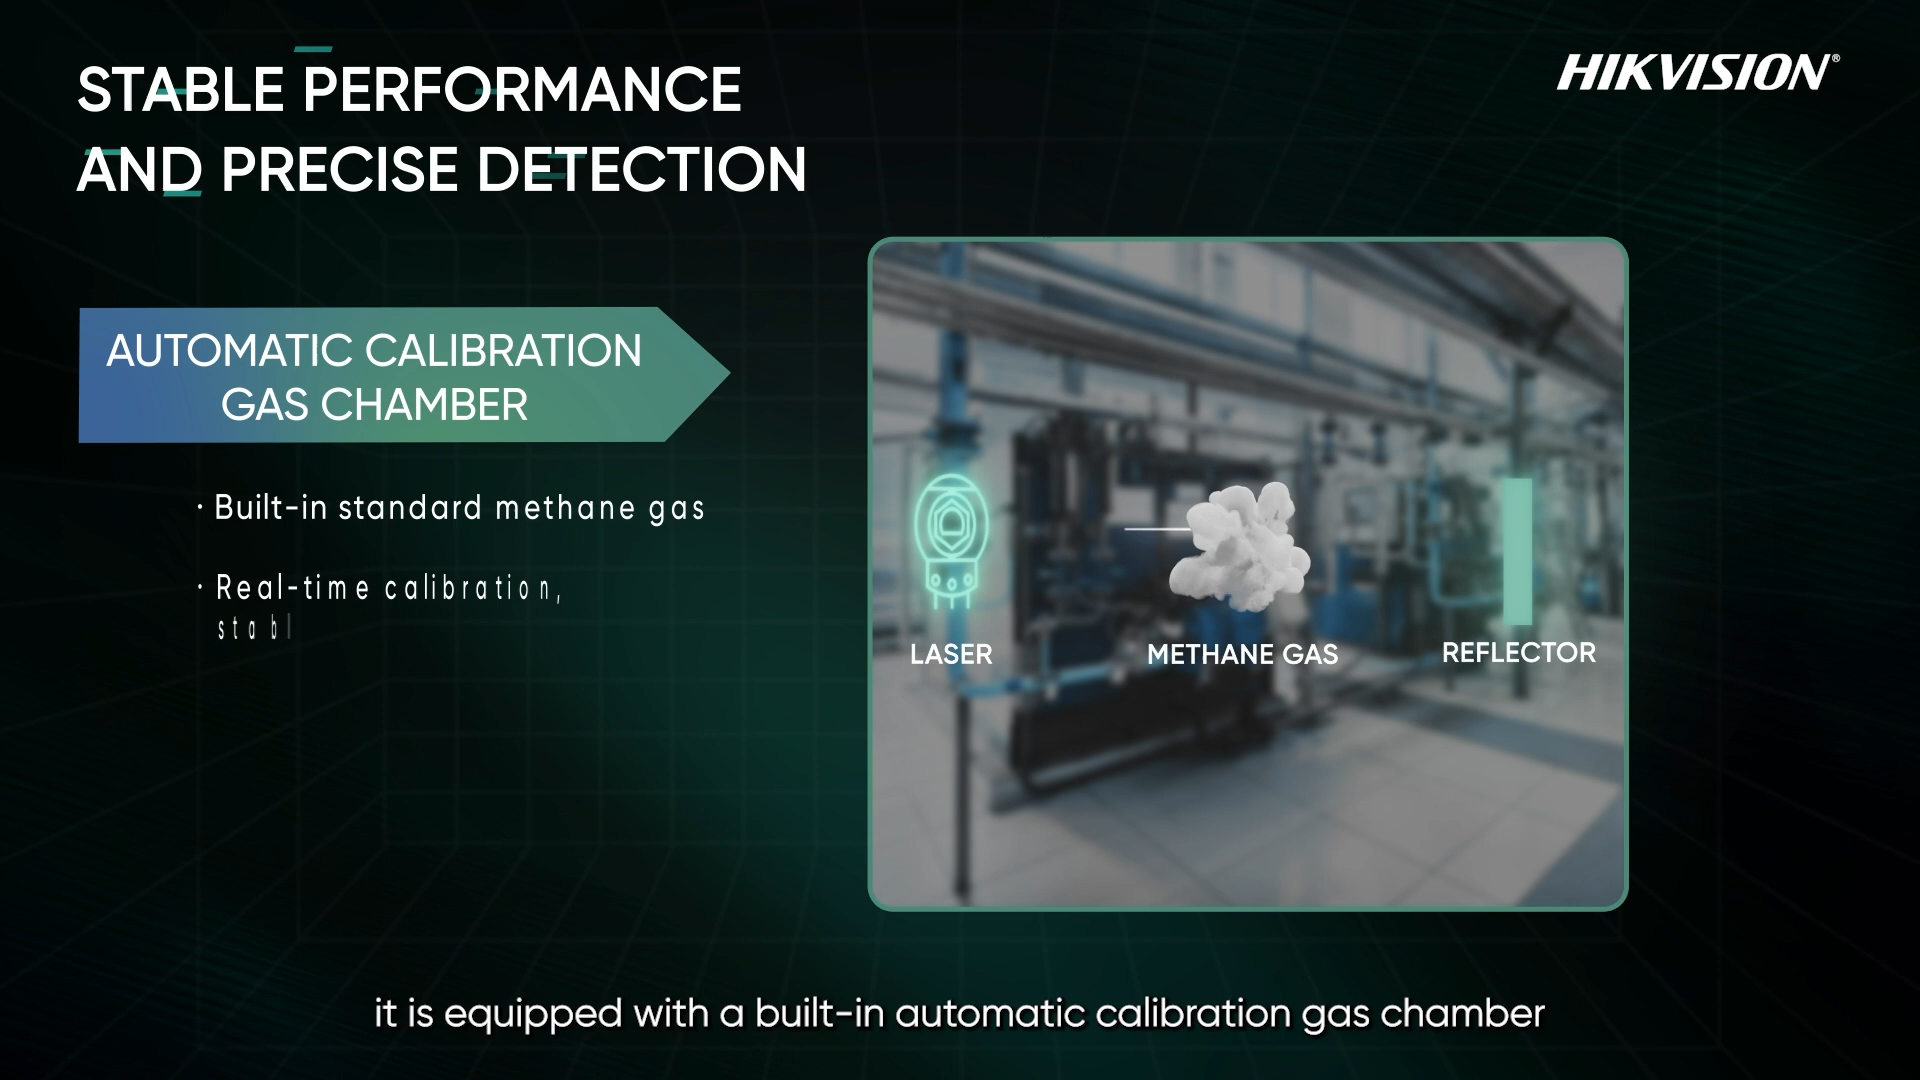 STABLE PERFORMANCE
AND PRECISE DETECTION
HIKVISION®
AUTOMATIC CALIBRATION
GAS CHAMBER
· Built-in standard methane gas
· Real-time calibration,
stabl
LASER
METHANE GAS
REFLECTOR
it is equipped with a built-in automatic calibration gas chamber